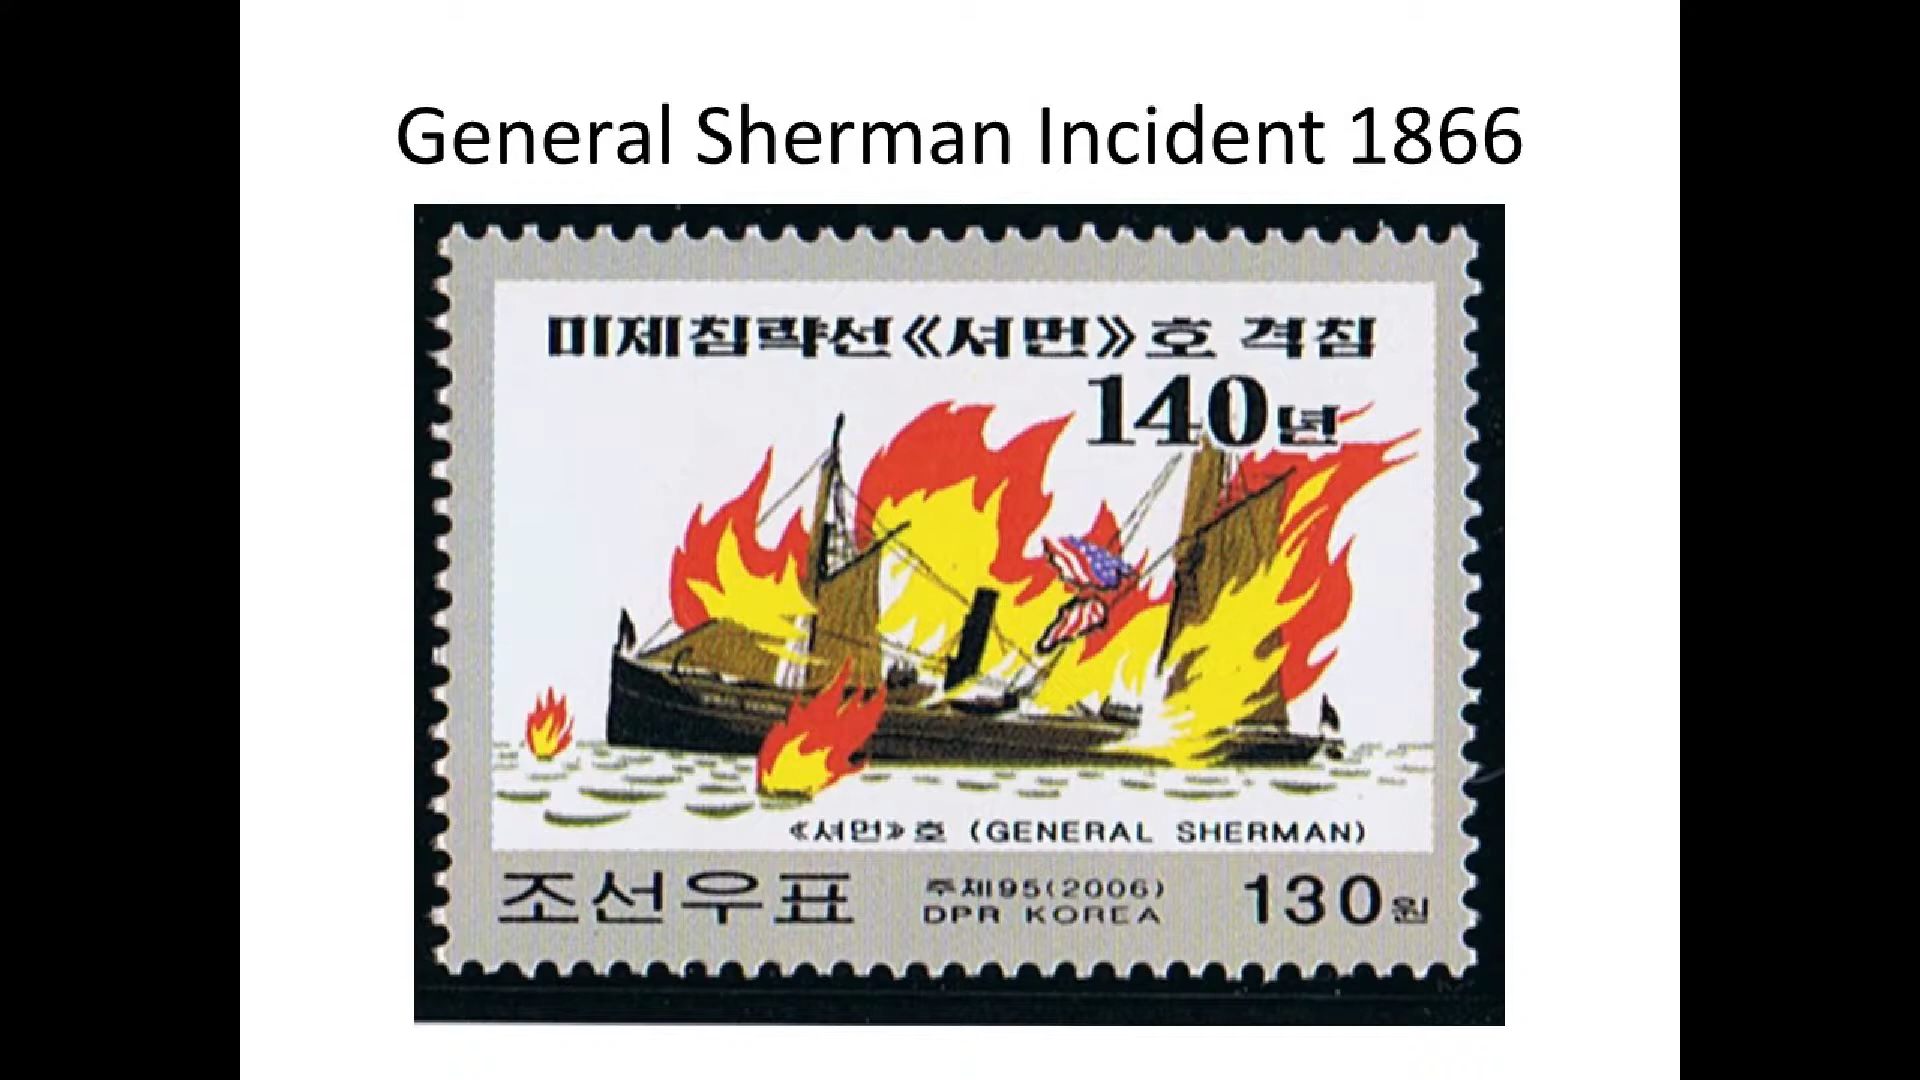 General Sherman Incident 1866
미제침략선《셔먼》호 격침
140년
《셔먼》호 (GENERAL SHERMAN)
조선우표
주체95(2006)
DPR KOREA
130원